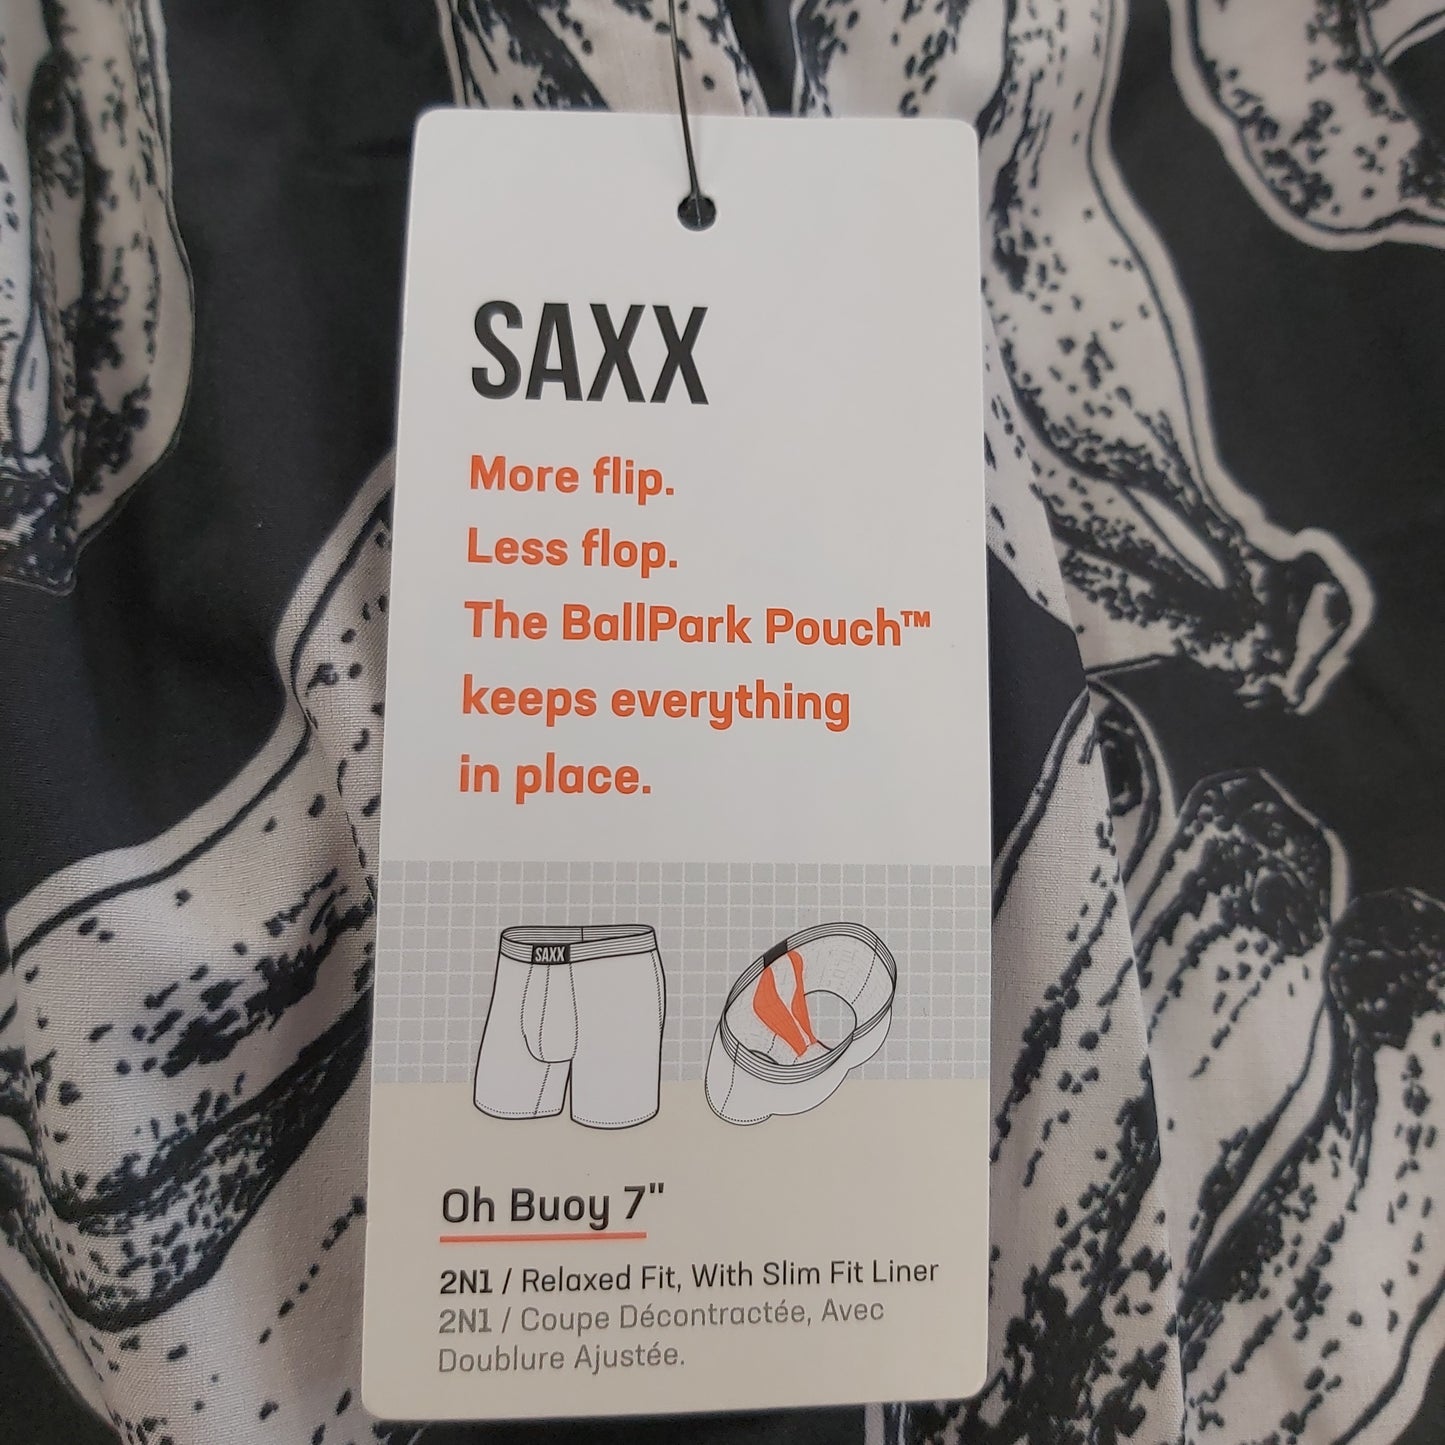 SAXX
More flip.
Less flop.
The BallPark Pouch™
keeps everything
in place.
SAXX
Oh Buoy 7"
2N1 / Relaxed Fit, With Slim Fit Liner
2N1 / Coupe Décontractée, Avec
Doublure Ajustée.